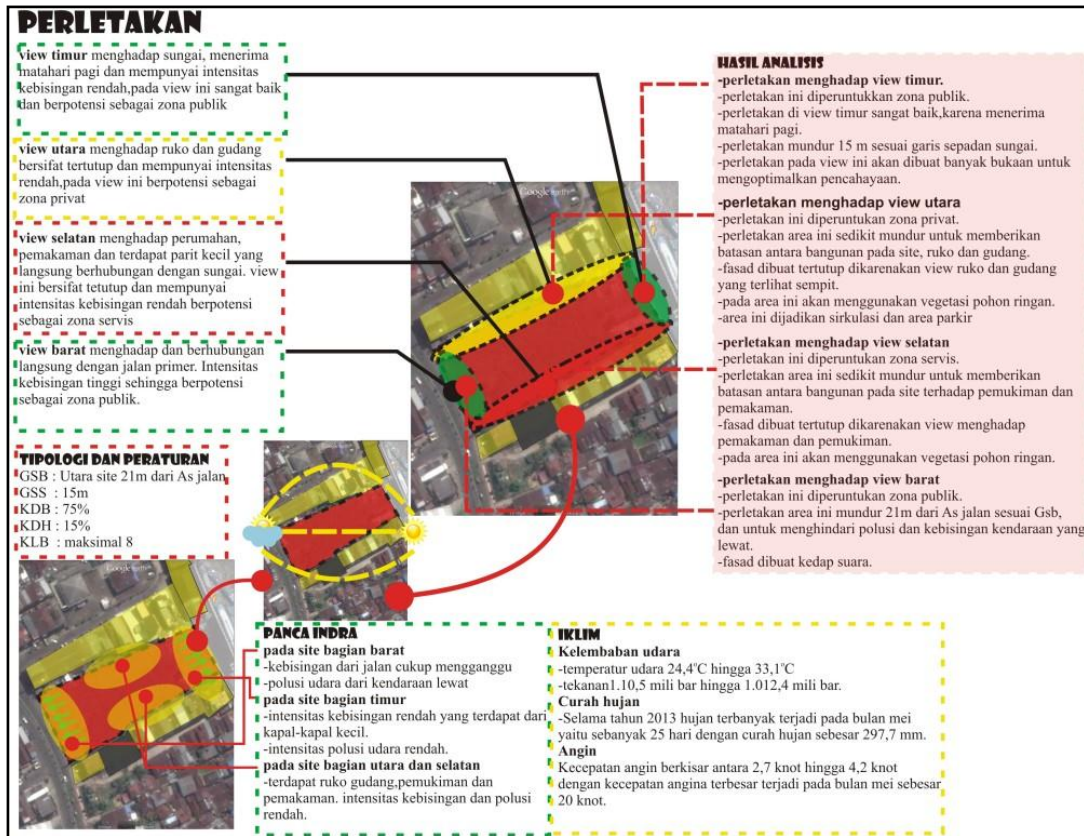 PERLETAKAN
view timur menghadap sungai, menerima
matahari pagi dan mempunyai intensitas
kebisingan rendah,pada view ini sangat baik
dan berpotensi sebagai zona publik
view utara menghadap ruko dan gudang
bersifat tertutup dan mempunyai intensitas
rendah,pada view ini berpotensi sebagai
zona privat
view selatan menghadap perumahan,
pemakaman dan terdapat parit kecil yang
langsung berhubungan dengan sungai. view
ini bersifat tetutup dan mempunyai
intensitas kebisingan rendah berpotensi
sebagai zona servis
view barat menghadap dan berhubungan
langsung dengan jalan primer. Intensitas
kebisingan tinggi sehingga berpotensi
sebagai zona publik.
TIPOLOGI DAN PERATURAN
GSB : Utara site 21m dari As jalan
GSS : 15m
KDB : 75%
KDH : 15%
KLB : maksimal 8
Google earth
Google earth
HASIL ANALISIS
-perletakan menghadap view timur.
-perletakan ini diperuntukkan zona publik.
-perletakan di view timur sangat baik,karena menerima
matahari pagi.
-perletakan mundur 15 m sesuai garis sepadan sungai.
-perletakan pada view ini akan dibuat banyak bukaan untuk
mengoptimalkan pencahayaan.
-perletakan menghadap view utara
-perletakan ini diperuntukan zona privat.
-perletakan area ini sedikit mundur untuk memberikan
batasan antara bangunan pada site, ruko dan gudang.
-fasad dibuat tertutup dikarenakan view ruko dan gudang
yang terlihat sempit.
-pada area ini akan menggunakan vegetasi pohon ringan.
-area ini dijadikan sirkulasi dan area parkir
-perletakan menghadap view selatan
-perletakan ini diperuntukan zona servis.
-perletakan area ini sedikit mundur untuk memberikan
batasan antara bangunan pada site terhadap pemukiman dan
pemakaman.
-fasad dibuat tertutup dikarenakan view menghadap
pemakaman dan pemukiman.
-pada area ini akan menggunakan vegetasi pohon ringan.
-perletakan menghadap view barat
-perletakan ini diperuntukan zona publik.
-perletakan area ini mundur 21m dari As jalan sesuai Gsb,
dan untuk menghindari polusi dan kebisingan kendaraan yang
lewat.
-fasad dibuat kedap suara.
PANCA INDRA
pada site bagian barat
-kebisingan dari jalan cukup mengganggu
-polusi udara dari kendaraan lewat
pada site bagian timur
-intensitas kebisingan rendah yang terdapat dari
kapal-kapal kecil.
-intensitas polusi udara rendah.
pada site bagian utara dan selatan
-terdapat ruko gudang,pemukiman dan
pemakaman. intensitas kebisingan dan polusi
rendah.
IKLIM
Kelembaban udara
-temperatur udara 24,4°C hingga 33,1°C
-tekanan1.10,5 mili bar hingga 1.012,4 mili bar.
Curah hujan
-Selama tahun 2013 hujan terbanyak terjadi pada bulan mei
yaitu sebanyak 25 hari dengan curah hujan sebesar 297,7 mm.
Angin
Kecepatan angin berkisar antara 2,7 knot hingga 4,2 knot
dengan kecepatan angina terbesar terjadi pada bulan mei sebesar
20 knot.